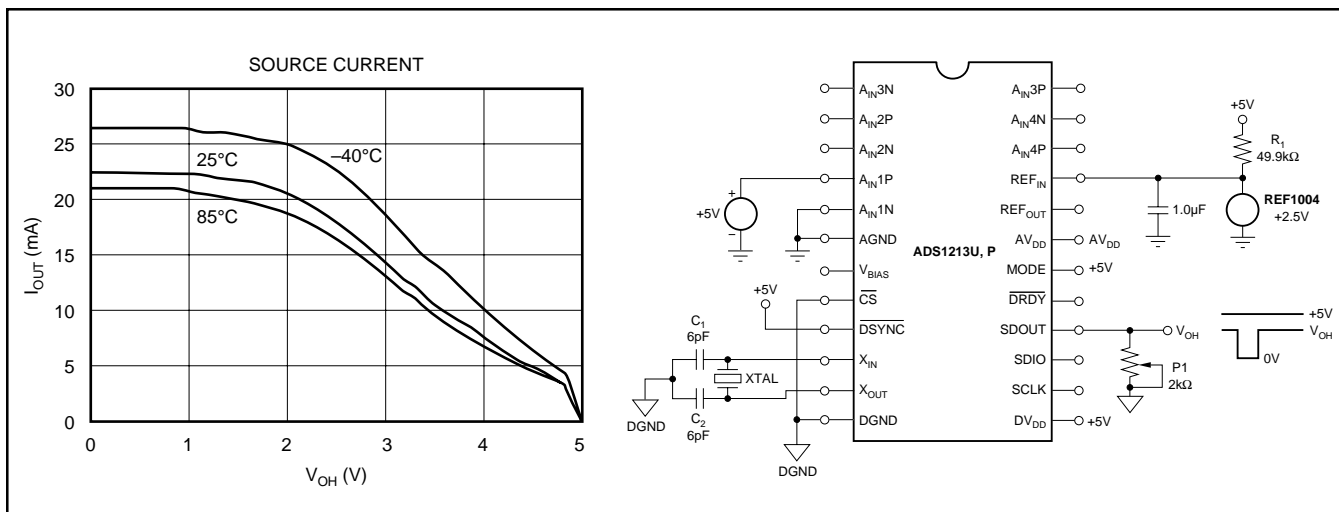 SOURCE CURRENT
30
25
20
15
10
5
0
I_OUT (mA)
0 1 2 3 4 5
V_OH (V)
–40°C
25°C
85°C
A_IN3N
A_IN2P
A_IN2N
A_IN1P
A_IN1N
AGND
V_BIAS
CS
DSYNC
X_IN
X_OUT
DGND
ADS1213U, P
A_IN3P
A_IN4N
A_IN4P
REF_IN
REF_OUT
AV_DD
MODE
DRDY
SDOUT
SDIO
SCLK
DV_DD
+
+5V
–
+5V
C1
6pF
XTAL
C2
6pF
DGND
DGND
+5V
R1
49.9kΩ
1.0µF
REF1004
+2.5V
AV_DD
+5V
V_OH
P1
2kΩ
+5V
+5V
V_OH
0V